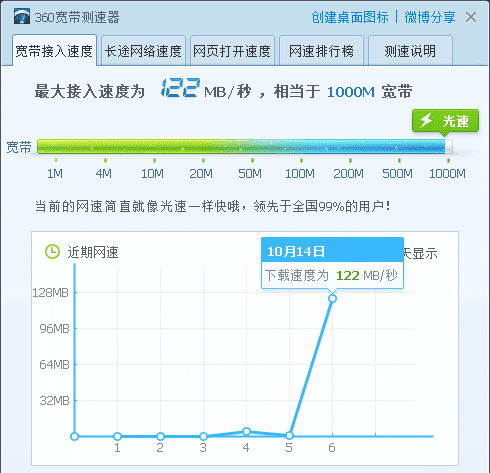 360宽带测速器
创建桌面图标 | 微博分享
宽带接入速度 长途网络速度 网页打开速度 网速排行榜 测速说明
最大接入速度为 122 MB/秒 ，相当于 1000M 宽带
光速
宽带
1M 4M 10M 20M 50M 100M 200M 500M 1000M
当前的网速简直就像光速一样快哦，领先于全国99%的用户！
近期网速
天显示
10月14日
下载速度为 122 MB/秒
128MB
96MB
64MB
32MB
1 2 3 4 5 6